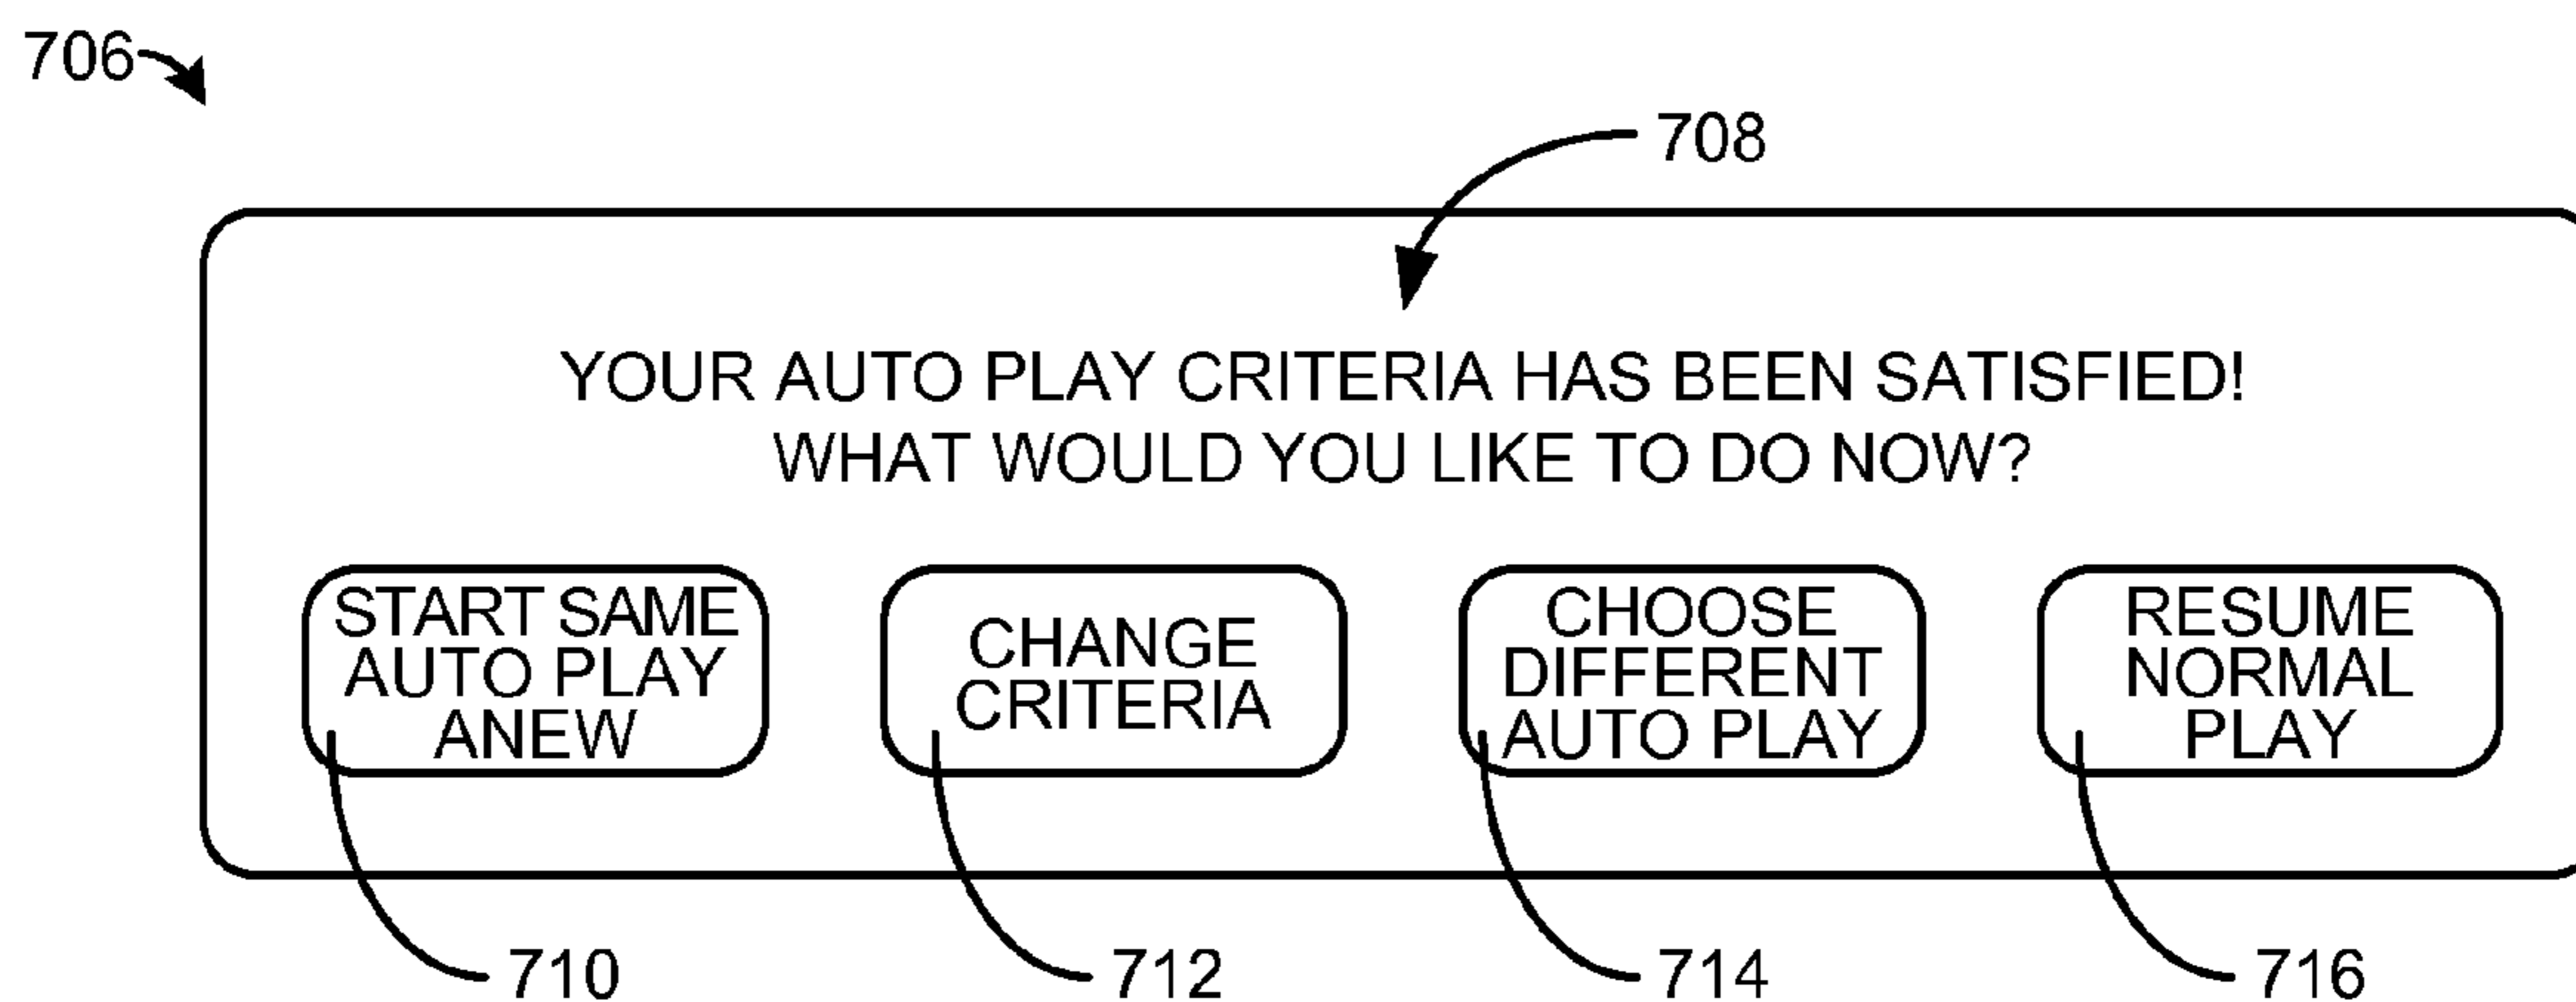 706
708
YOUR AUTO PLAY CRITERIA HAS BEEN SATISFIED!
WHAT WOULD YOU LIKE TO DO NOW?
START SAME
AUTO PLAY
ANEW
CHANGE
CRITERIA
CHOOSE
DIFFERENT
AUTO PLAY
RESUME
NORMAL
PLAY
710
712
714
716